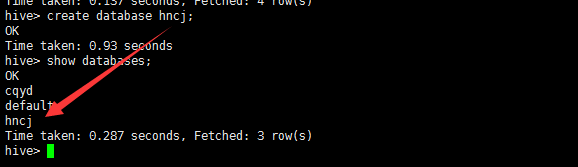 Time taken: 0.137 seconds, Fetched: 4 row(s)
hive> create database hncj;
OK
Time taken: 0.93 seconds
hive> show databases;
OK
cqyd
default
hncj
Time taken: 0.287 seconds, Fetched: 3 row(s)
hive>